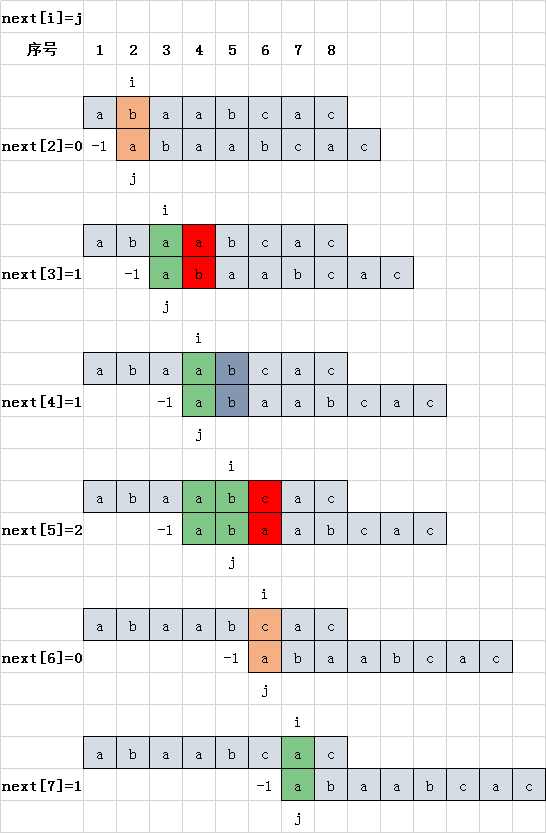 next[i]=j
序号 1 2 3 4 5 6 7 8
i
a b a a b c a c
next[2]=0 -1 a b a a b c a c
j
i
a b a a b c a c
next[3]=1 -1 a b a a b c a c
j
i
a b a a b c a c
next[4]=1 -1 a b a a b c a c
j
i
a b a a b c a c
next[5]=2 -1 a b a a b c a c
j
i
a b a a b c a c
next[6]=0 -1 a b a a b c a c
j
i
a b a a b c a c
next[7]=1 -1 a b a a b c a c
j